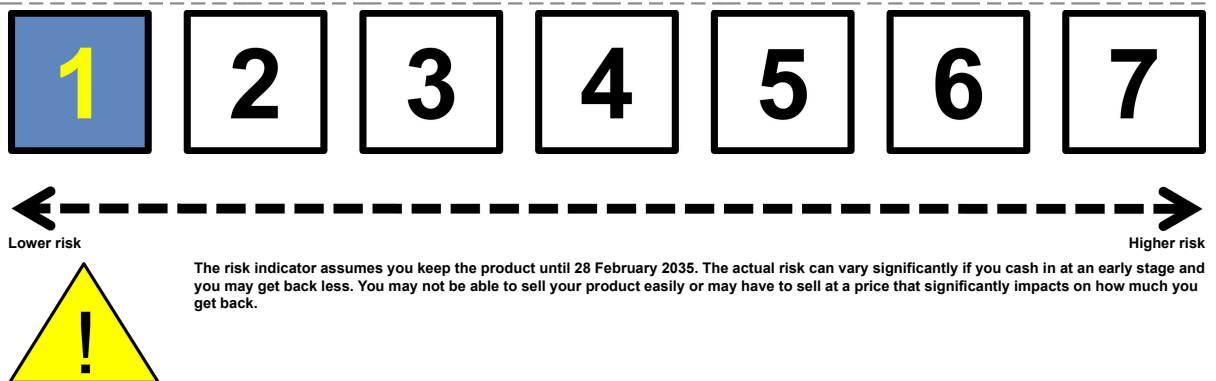 1 2 3 4 5 6 7
Lower risk Higher risk
The risk indicator assumes you keep the product until 28 February 2035. The actual risk can vary significantly if you cash in at an early stage and
you may get back less. You may not be able to sell your product easily or may have to sell at a price that significantly impacts on how much you
get back.
!